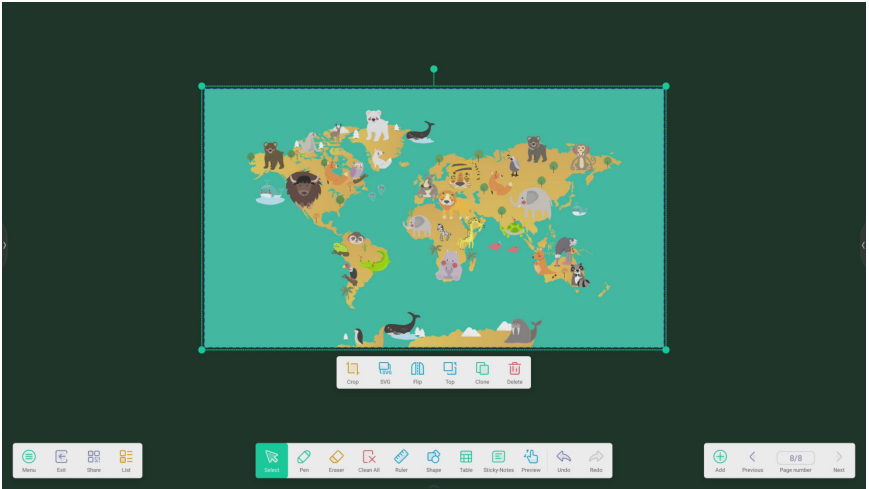 Crop SVG Flip Top Clone Delete
Menu Exit Share List Select Pen Eraser Clean All Ruler Shape Table Sticky-Notes Preview Undo Redo Add Previous 8/8 Page number Next